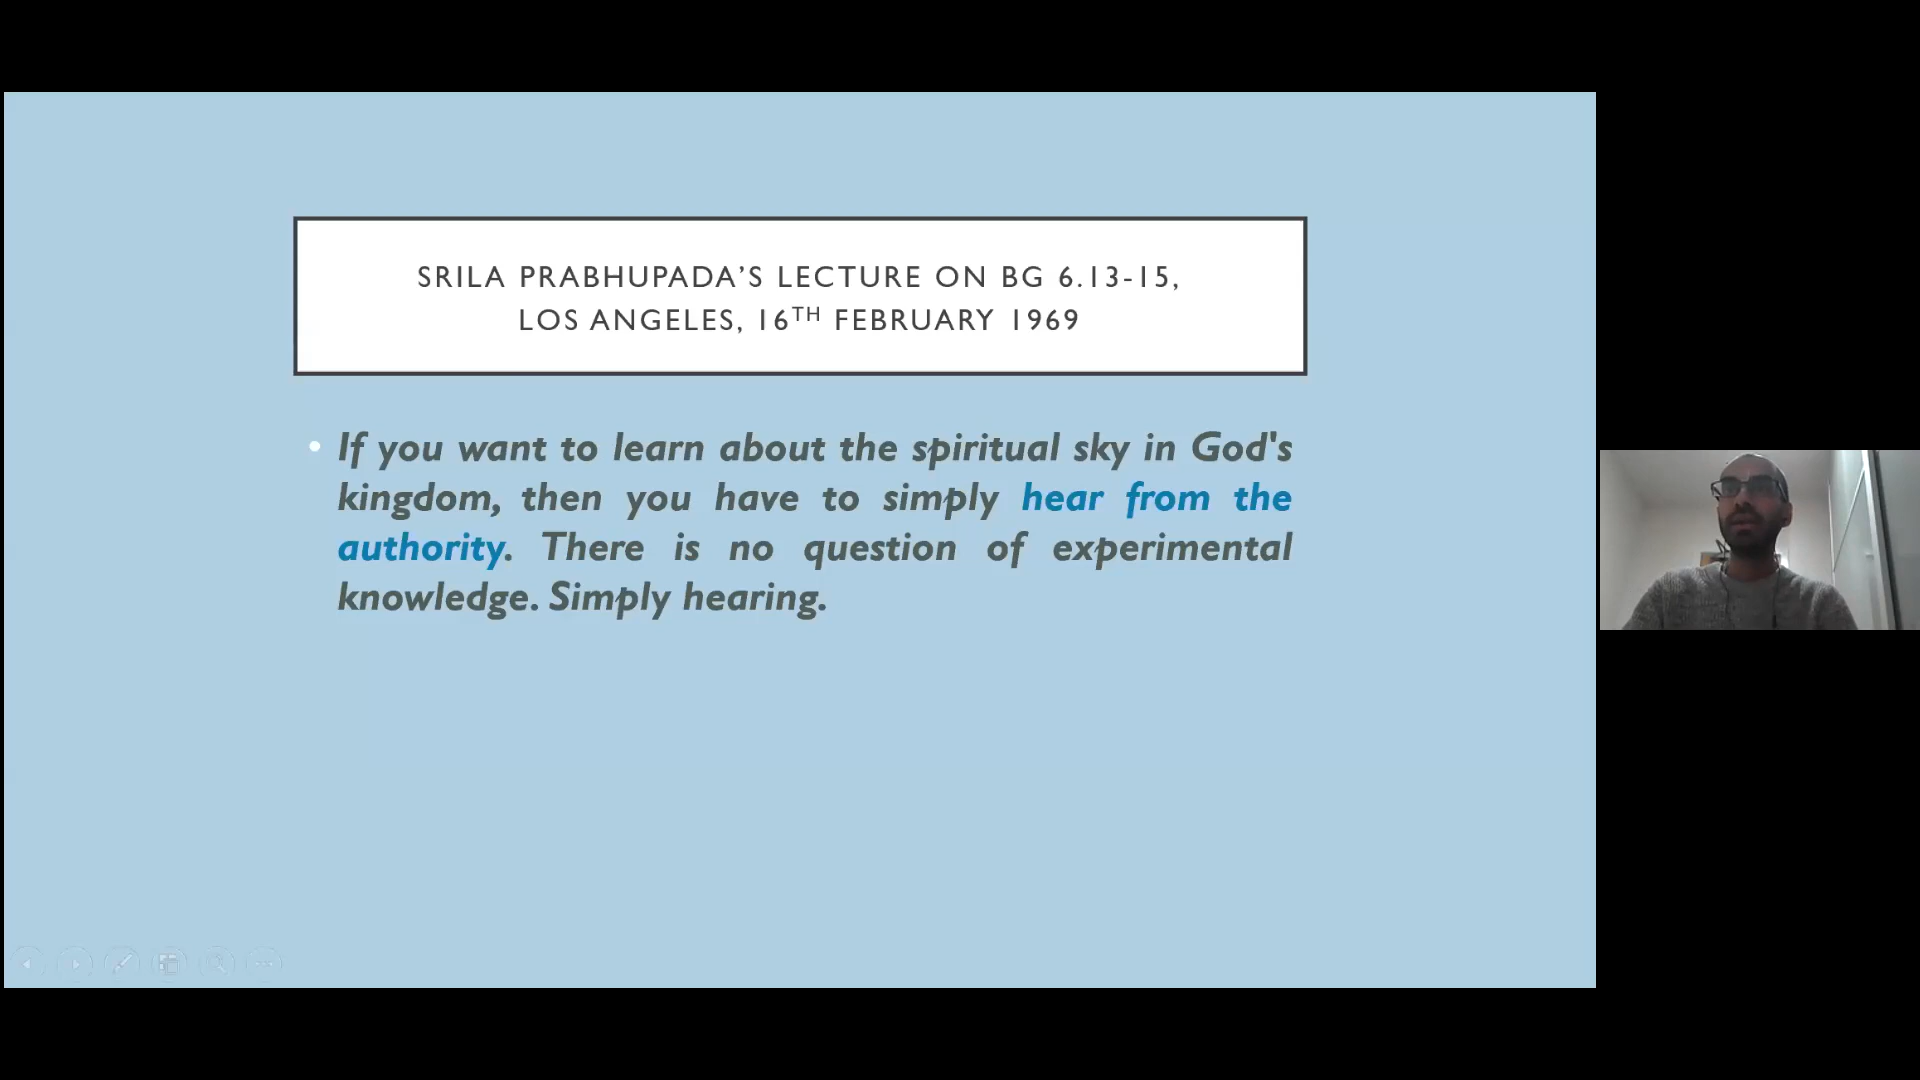 SRILA PRABHUPADA’S LECTURE ON BG 6.13-15,
LOS ANGELES, 16TH FEBRUARY 1969
• If you want to learn about the spiritual sky in God's
kingdom, then you have to simply hear from the
authority. There is no question of experimental
knowledge. Simply hearing.